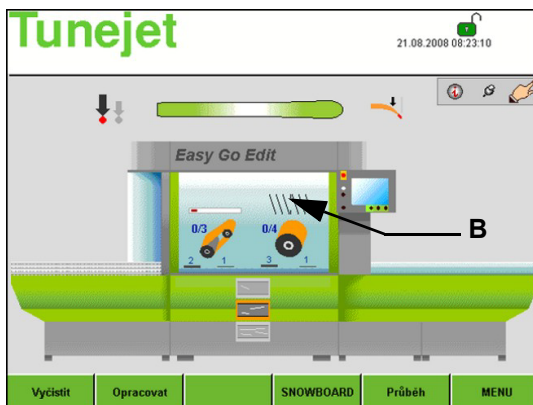 Tunejet
21.08.2008 08:23:10
Easy Go Edit
B
0/3 0/4
2 1 3 1
Vyčistit Opracovat SNOWBOARD Průběh MENU